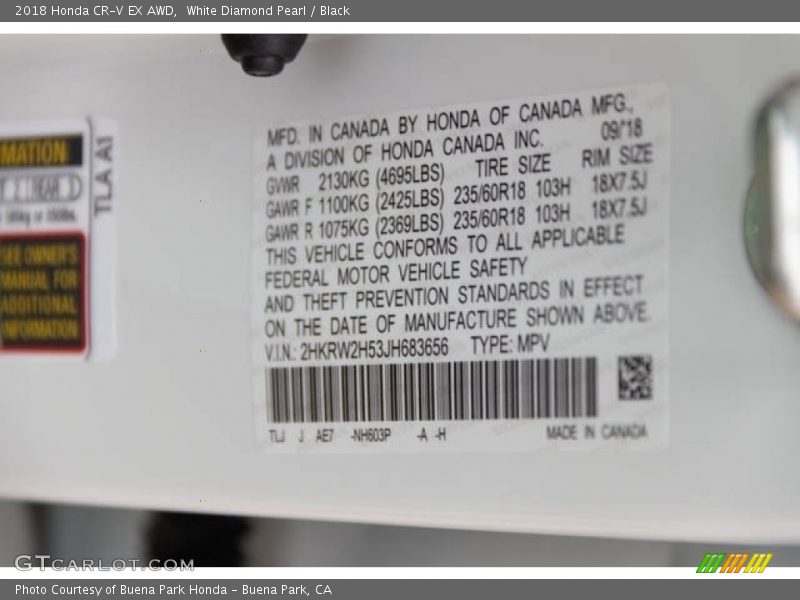 2018 Honda CR-V EX AWD,  White Diamond Pearl / Black
MATION
TLA A1
SEE OWNER'S
MANUAL FOR
ADDITIONAL
INFORMATION
MFD. IN CANADA BY HONDA OF CANADA MFG.,
A DIVISION OF HONDA CANADA INC. 09/'18
GVWR 2130KG (4695LBS) TIRE SIZE RIM SIZE
GAWR F 1100KG (2425LBS) 235/60R18 103H 18X7.5J
GAWR R 1075KG (2369LBS) 235/60R18 103H 18X7.5J
THIS VEHICLE CONFORMS TO ALL APPLICABLE
FEDERAL MOTOR VEHICLE SAFETY
AND THEFT PREVENTION STANDARDS IN EFFECT
ON THE DATE OF MANUFACTURE SHOWN ABOVE.
V.I.N.: 2HKRW2H53JH683656 TYPE: MPV
TLJ J AE7 -NH603P -A -H MADE IN CANADA
GTCARLOT.COM
Photo Courtesy of Buena Park Honda - Buena Park, CA